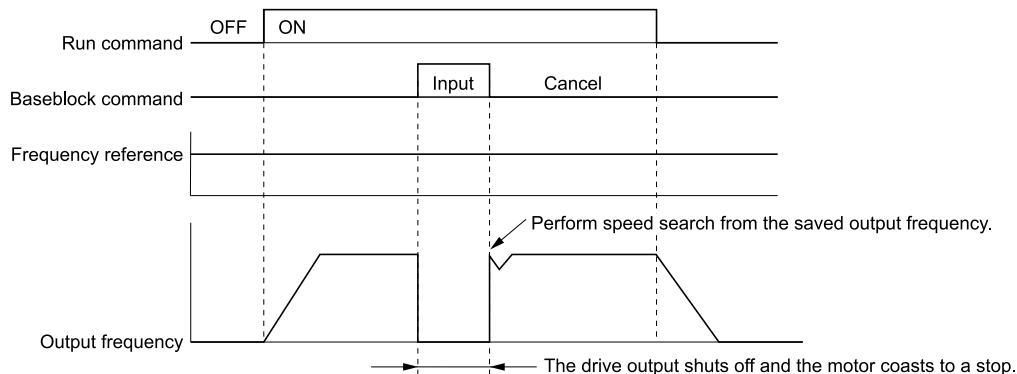 OFF ON
Run command
Input Cancel
Baseblock command
Frequency reference
Perform speed search from the saved output frequency.
Output frequency
The drive output shuts off and the motor coasts to a stop.